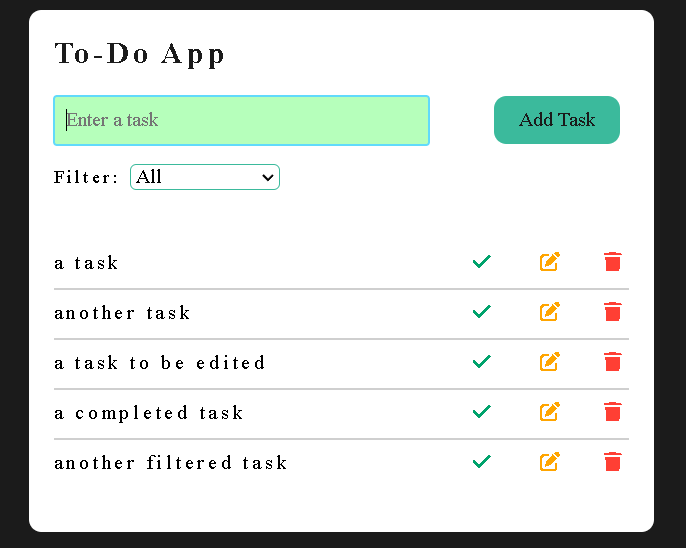 To-Do App
Enter a task
Add Task
Filter: All
a task
another task
a task to be edited
a completed task
another filtered task